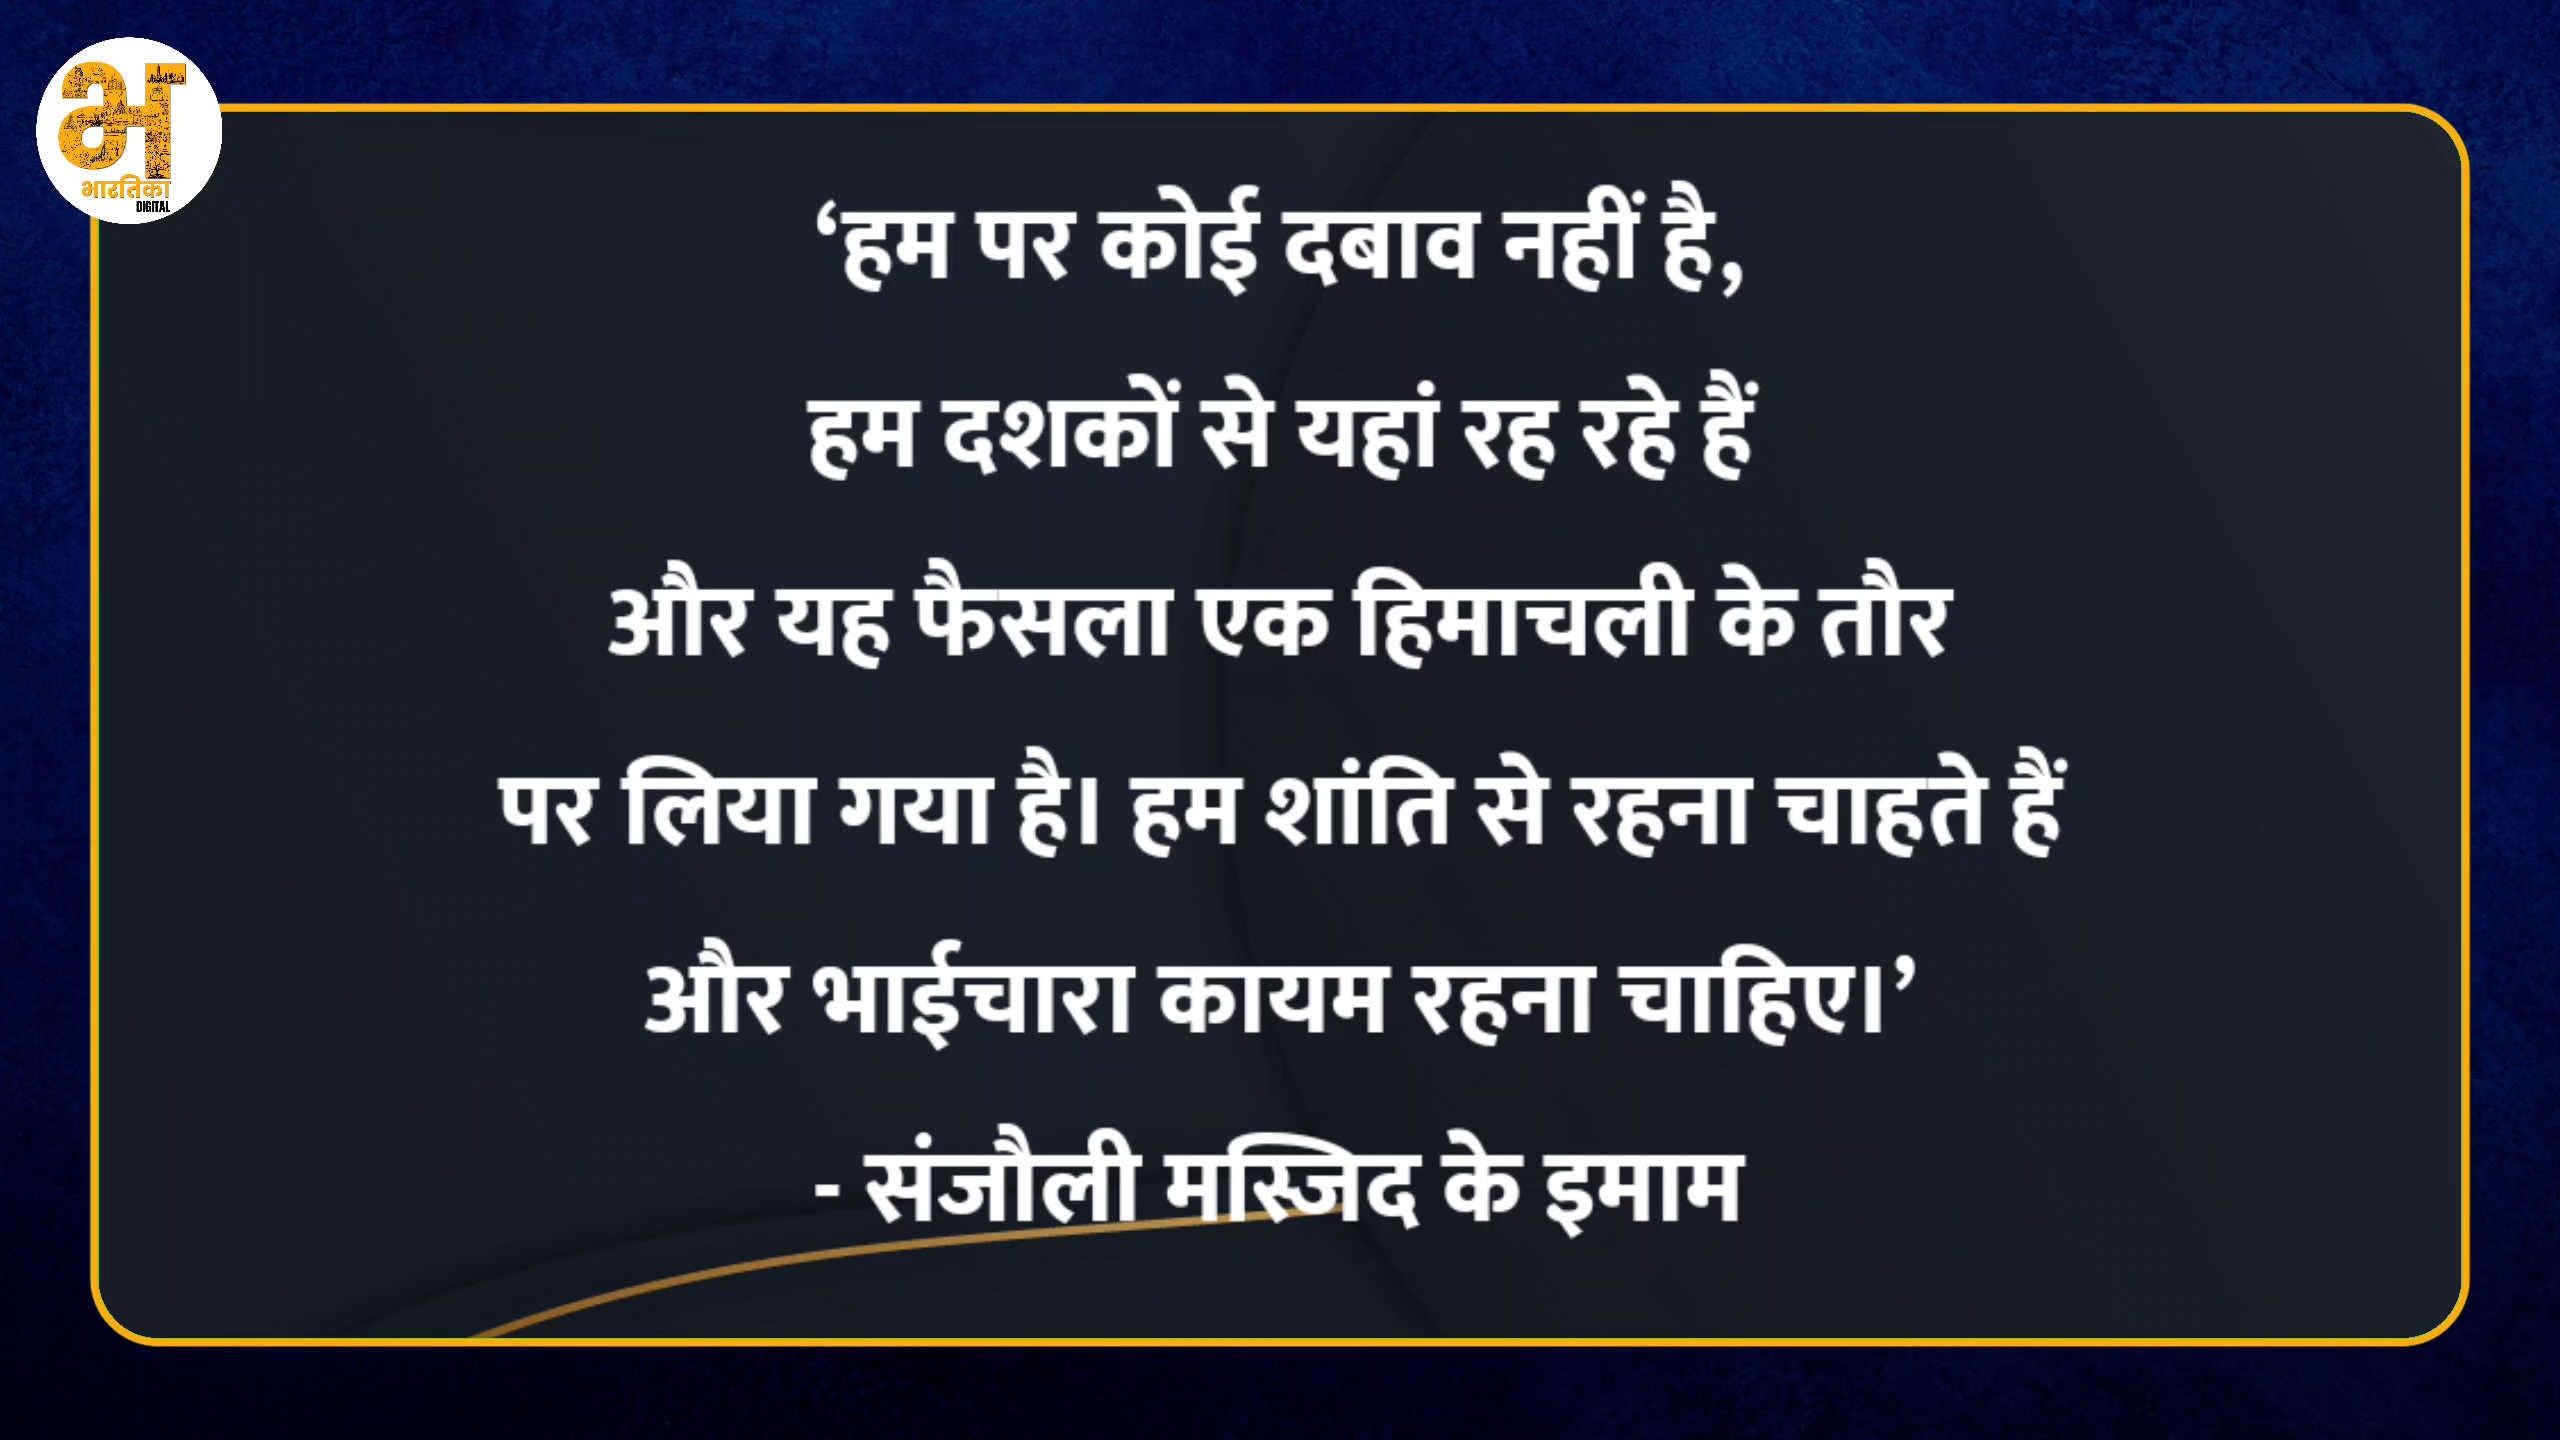 भा
भारतिका
DIGITAL
‘हम पर कोई दबाव नहीं है,
हम दशकों से यहां रह रहे हैं
और यह फैसला एक हिमाचली के तौर
पर लिया गया है। हम शांति से रहना चाहते हैं
और भाईचारा कायम रहना चाहिए।’
- संजौली मस्जिद के इमाम